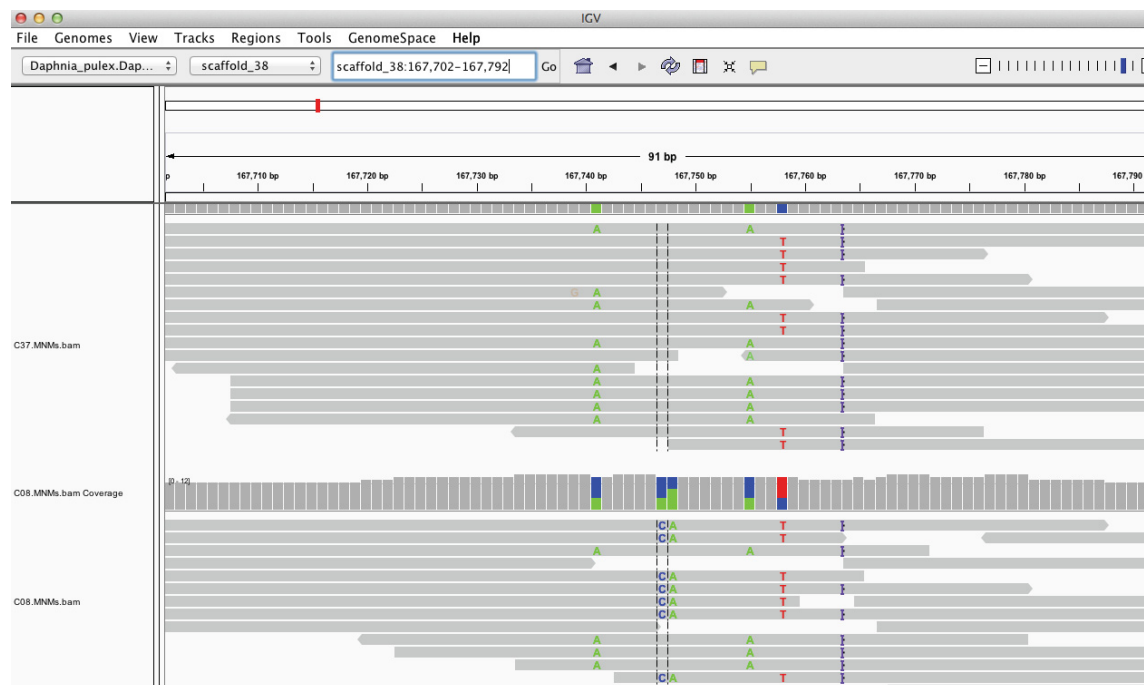 IGV
File Genomes View Tracks Regions Tools GenomeSpace Help
Daphnia_pulex.Dap... scaffold_38 scaffold_38:167,702-167,792 Go
91 bp
p 167,710 bp 167,720 bp 167,730 bp 167,740 bp 167,750 bp 167,760 bp 167,770 bp 167,780 bp 167,790
A A
T
T
T
T
G A
A A
T
T
C37.MNMs.bam A A
A
A
A A
A A
A A
A A
T
T
[0 - 12]
C08.MNMs.bam Coverage
C A T
C A T
A A
C A T
C A T
C08.MNMs.bam C A T
C A T
A A
A A
A A
C A T